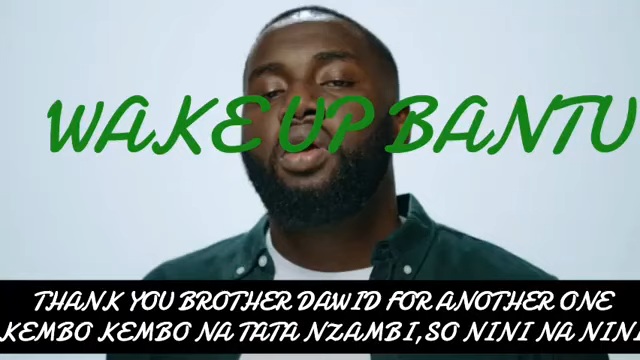 WAKE UP BANTU
THANK YOU BROTHER DAWID FOR ANOTHER ONE
KEMBO KEMBO NA TATA NZAMBI, SO NINI NA NINI